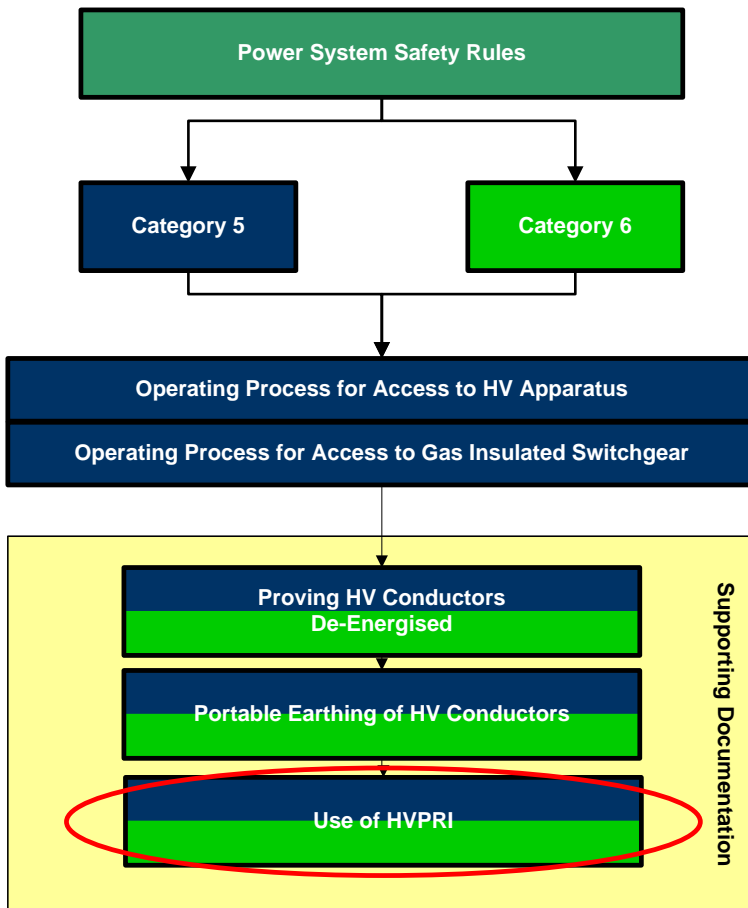 Power System Safety Rules
Category 5
Category 6
Operating Process for Access to HV Apparatus
Operating Process for Access to Gas Insulated Switchgear
Proving HV Conductors
De-Energised
Portable Earthing of HV Conductors
Use of HVPRI
Supporting Documentation